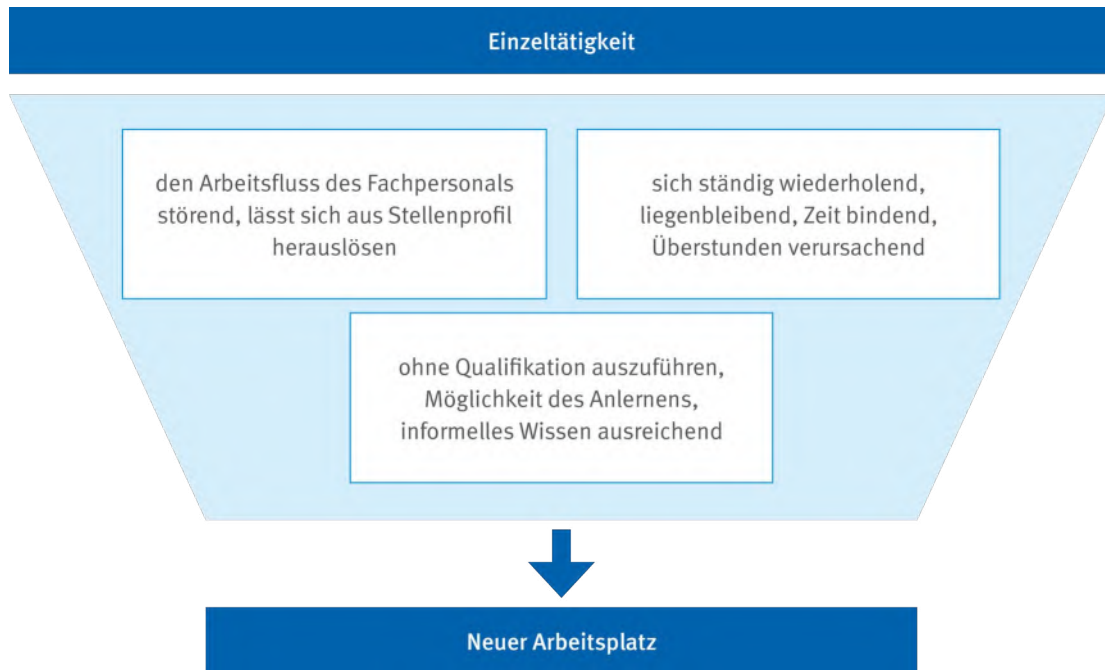 Einzeltätigkeit
den Arbeitsfluss des Fachpersonals
störend, lässt sich aus Stellenprofil
herauslösen
sich ständig wiederholend,
liegenbleibend, Zeit bindend,
Überstunden verursachend
ohne Qualifikation auszuführen,
Möglichkeit des Anlernens,
informelles Wissen ausreichend
Neuer Arbeitsplatz